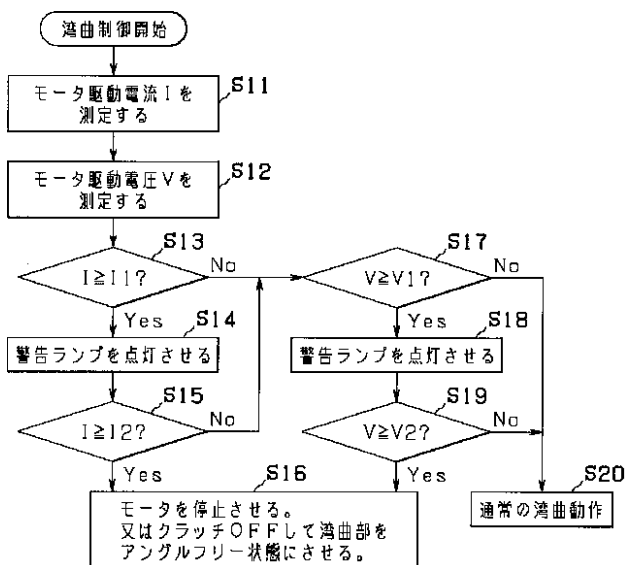 湾曲制御開始
S11
モータ駆動電流Iを
測定する
S12
モータ駆動電圧Vを
測定する
S13
I≧I1?
No
Yes
S14
警告ランプを点灯させる
S15
I≧I2?
No
Yes
S16
モータを停止させる。
又はクラッチOFFして湾曲部を
アングルフリー状態にさせる。
S17
V≧V1?
No
Yes
S18
警告ランプを点灯させる
S19
V≧V2?
No
Yes
S20
通常の湾曲動作